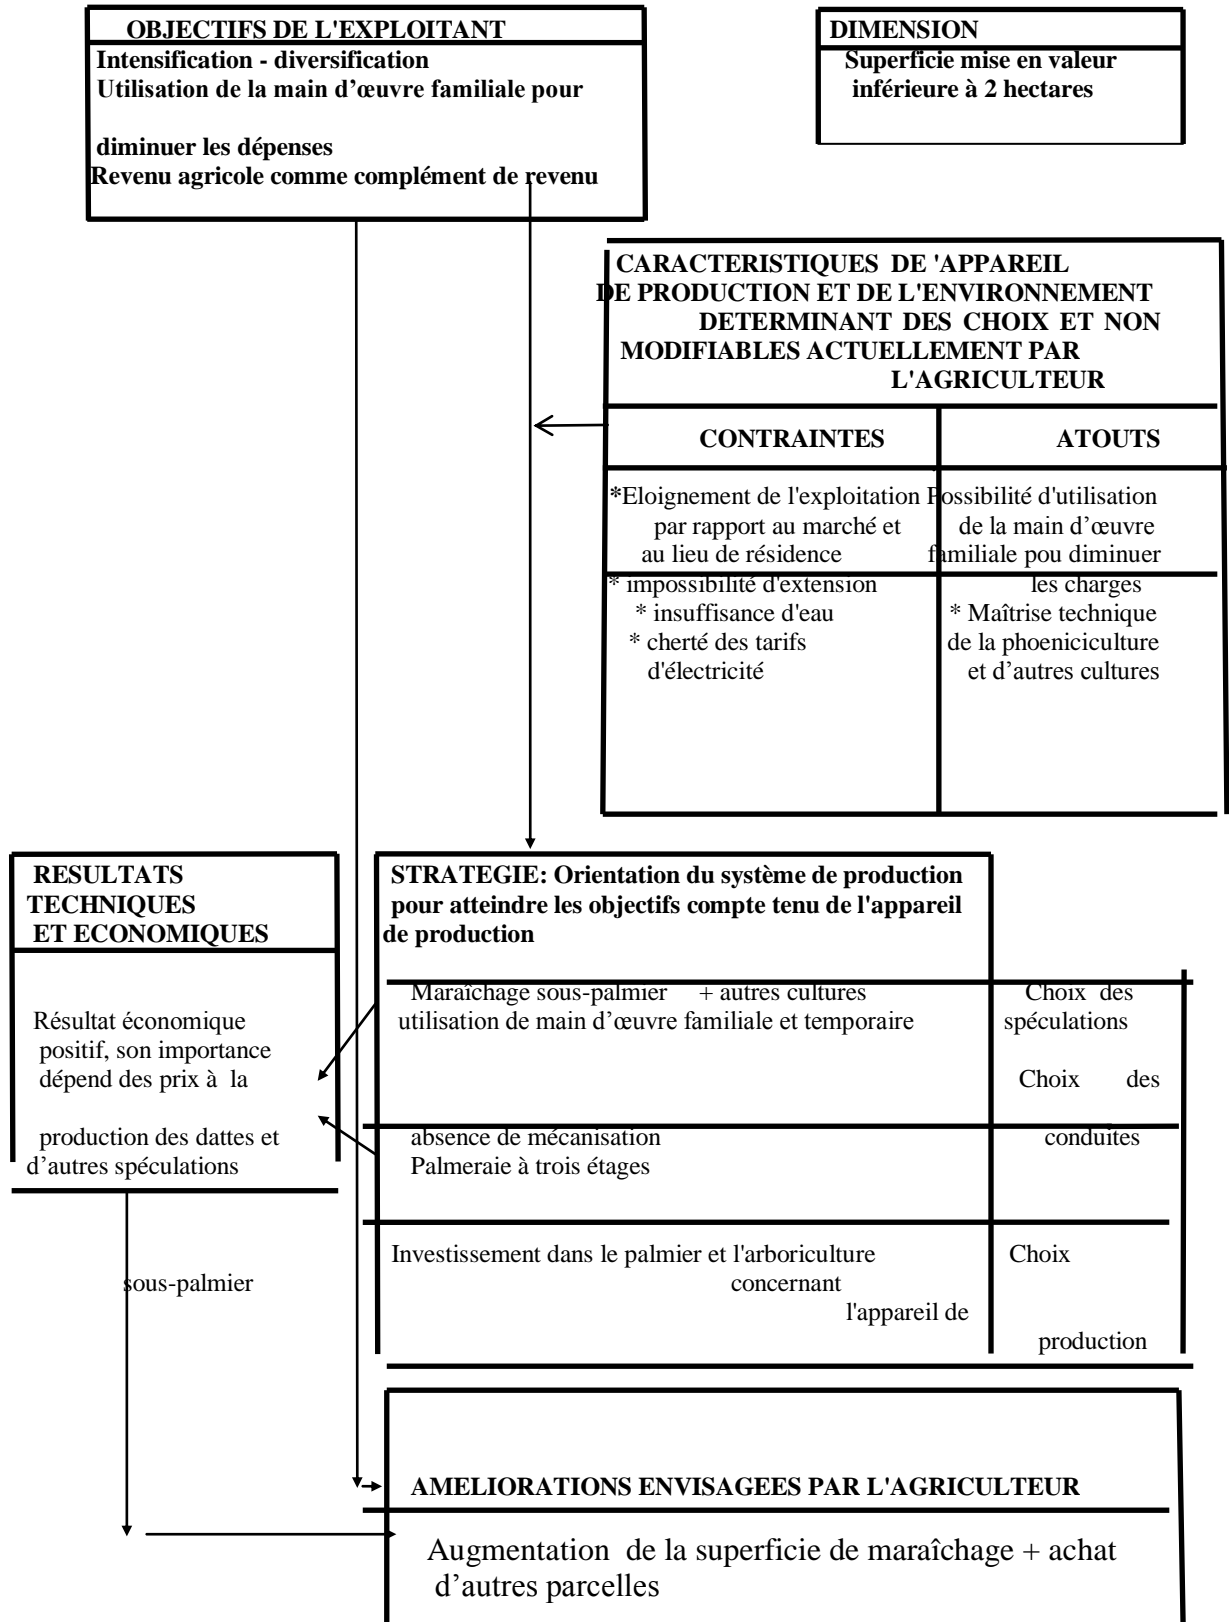 OBJECTIFS DE L'EXPLOITANT
Intensification - diversification
Utilisation de la main d'œuvre familiale pour
diminuer les dépenses
Revenu agricole comme complément de revenu
DIMENSION
Superficie mise en valeur
inférieure à 2 hectares
CARACTERISTIQUES DE 'APPAREIL
DE PRODUCTION ET DE L'ENVIRONNEMENT
DETERMINANT DES CHOIX ET NON
MODIFIABLES ACTUELLEMENT PAR
L'AGRICULTEUR
CONTRAINTES
*Eloignement de l'exploitation
par rapport au marché et
au lieu de résidence
* impossibilité d'extension
* insuffisance d'eau
* cherté des tarifs
d'électricité
ATOUTS
Possibilité d'utilisation
de la main d'œuvre
familiale pou diminuer
les charges
* Maîtrise technique
de la phoeniciculture
et d'autres cultures
RESULTATS
TECHNIQUES
ET ECONOMIQUES
Résultat économique
positif, son importance
dépend des prix à la
production des dattes et
d'autres spéculations
sous-palmier
STRATEGIE: Orientation du système de production
pour atteindre les objectifs compte tenu de l'appareil
de production
Maraîchage sous-palmier + autres cultures
utilisation de main d'œuvre familiale et temporaire
Choix des
spéculations
Choix des
absence de mécanisation
conduites
Palmeraie à trois étages
Investissement dans le palmier et l'arboriculture
Choix
concernant
l'appareil de
production
AMELIORATIONS ENVISAGEES PAR L'AGRICULTEUR
Augmentation de la superficie de maraîchage + achat
d'autres parcelles